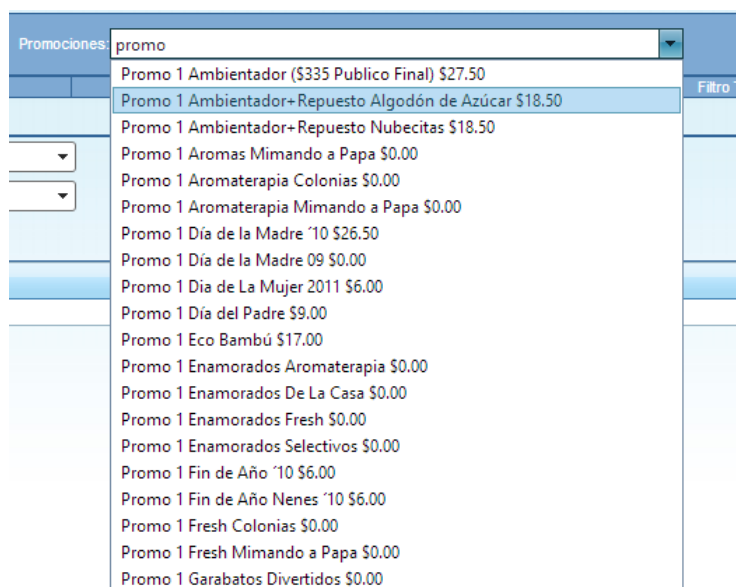 Promociones: promo
Promo 1 Ambientador ($335 Publico Final) $27.50
Filtro
Promo 1 Ambientador+Repuesto Algodón de Azúcar $18.50
Promo 1 Ambientador+Repuesto Nubecitas $18.50
Promo 1 Aromas Mimando a Papa $0.00
Promo 1 Aromaterapia Colonias $0.00
Promo 1 Aromaterapia Mimando a Papa $0.00
Promo 1 Día de la Madre ´10 $26.50
Promo 1 Día de la Madre 09 $0.00
Promo 1 Dia de La Mujer 2011 $6.00
Promo 1 Día del Padre $9.00
Promo 1 Eco Bambú $17.00
Promo 1 Enamorados Aromaterapia $0.00
Promo 1 Enamorados De La Casa $0.00
Promo 1 Enamorados Fresh $0.00
Promo 1 Enamorados Selectivos $0.00
Promo 1 Fin de Año ´10 $6.00
Promo 1 Fin de Año Nenes ´10 $6.00
Promo 1 Fresh Colonias $0.00
Promo 1 Fresh Mimando a Papa $0.00
Promo 1 Garabatos Divertidos $0.00